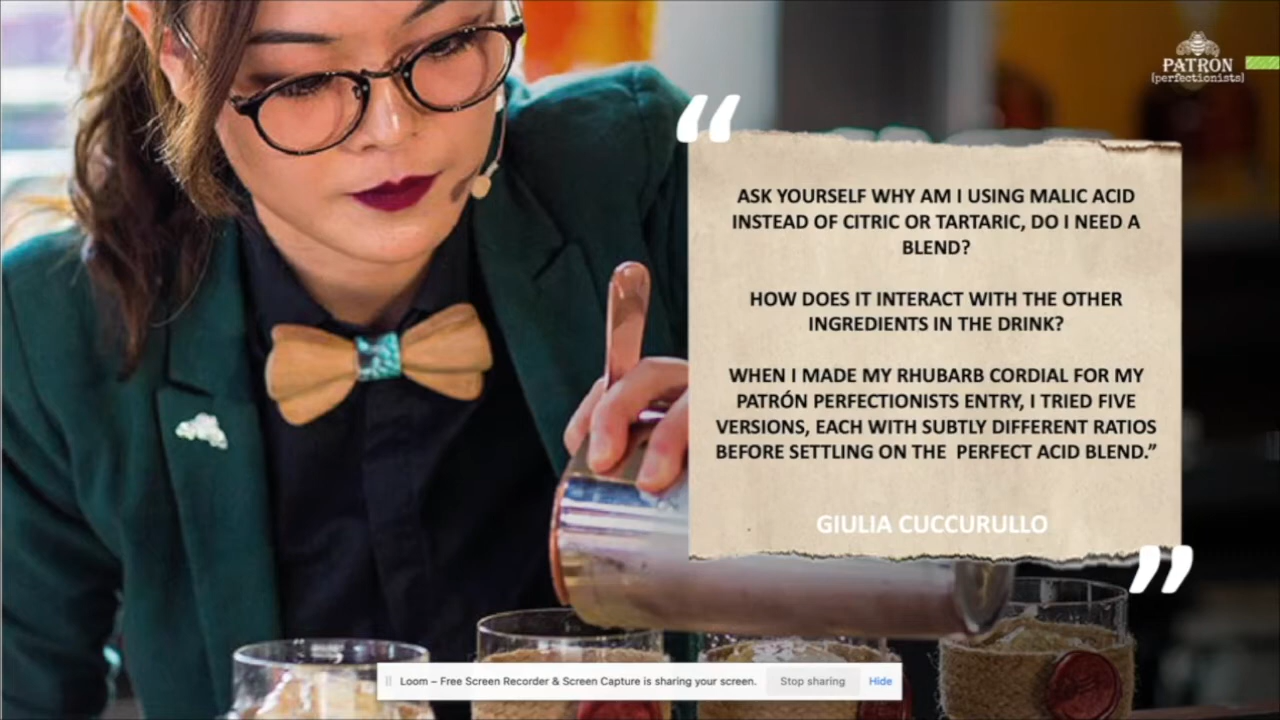 PATRÓN
{perfectionists}
“
ASK YOURSELF WHY AM I USING MALIC ACID
INSTEAD OF CITRIC OR TARTARIC, DO I NEED A
BLEND?
HOW DOES IT INTERACT WITH THE OTHER
INGREDIENTS IN THE DRINK?
WHEN I MADE MY RHUBARB CORDIAL FOR MY
PATRÓN PERFECTIONISTS ENTRY, I TRIED FIVE
VERSIONS, EACH WITH SUBTLY DIFFERENT RATIOS
BEFORE SETTLING ON THE  PERFECT ACID BLEND.”
GIULIA CUCCURULLO
”
Loom – Free Screen Recorder & Screen Capture is sharing your screen. Stop sharing Hide